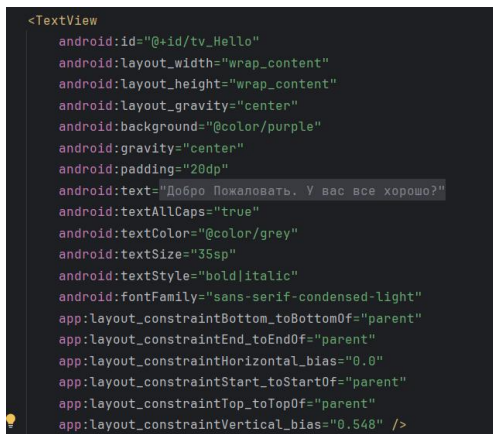 <TextView
android:id="@+id/tv_Hello"
android:layout_width="wrap_content"
android:layout_height="wrap_content"
android:layout_gravity="center"
android:background="@color/purple"
android:gravity="center"
android:padding="20dp"
android:text="Добро Пожаловать. У вас все хорошо?"
android:textAllCaps="true"
android:textColor="@color/grey"
android:textSize="35sp"
android:textStyle="bold|italic"
android:fontFamily="sans-serif-condensed-light"
app:layout_constraintBottom_toBottomOf="parent"
app:layout_constraintEnd_toEndOf="parent"
app:layout_constraintHorizontal_bias="0.0"
app:layout_constraintStart_toStartOf="parent"
app:layout_constraintTop_toTopOf="parent"
app:layout_constraintVertical_bias="0.548" />